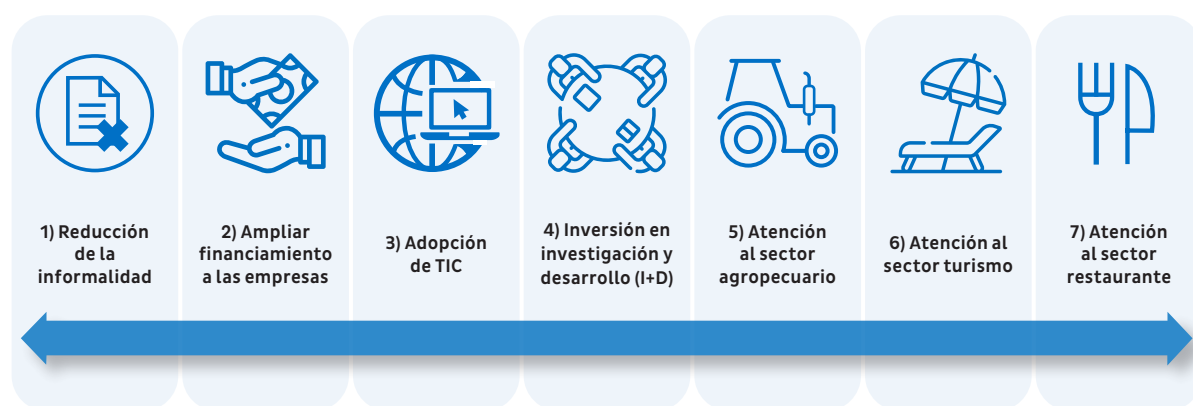 1) Reducción
de la
informalidad
2) Ampliar
financiamiento
a las empresas
3) Adopción
de TIC
4) Inversión en
investigación y
desarrollo (I+D)
5) Atención
al sector
agropecuario
6) Atención al
sector turismo
7) Atención
al sector
restaurante